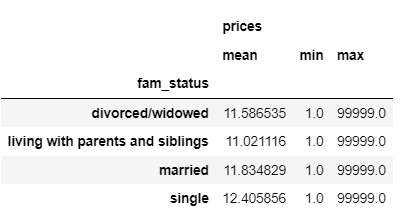 prices
mean min max
fam_status
divorced/widowed 11.586535 1.0 99999.0
living with parents and siblings 11.021116 1.0 99999.0
married 11.834829 1.0 99999.0
single 12.405856 1.0 99999.0